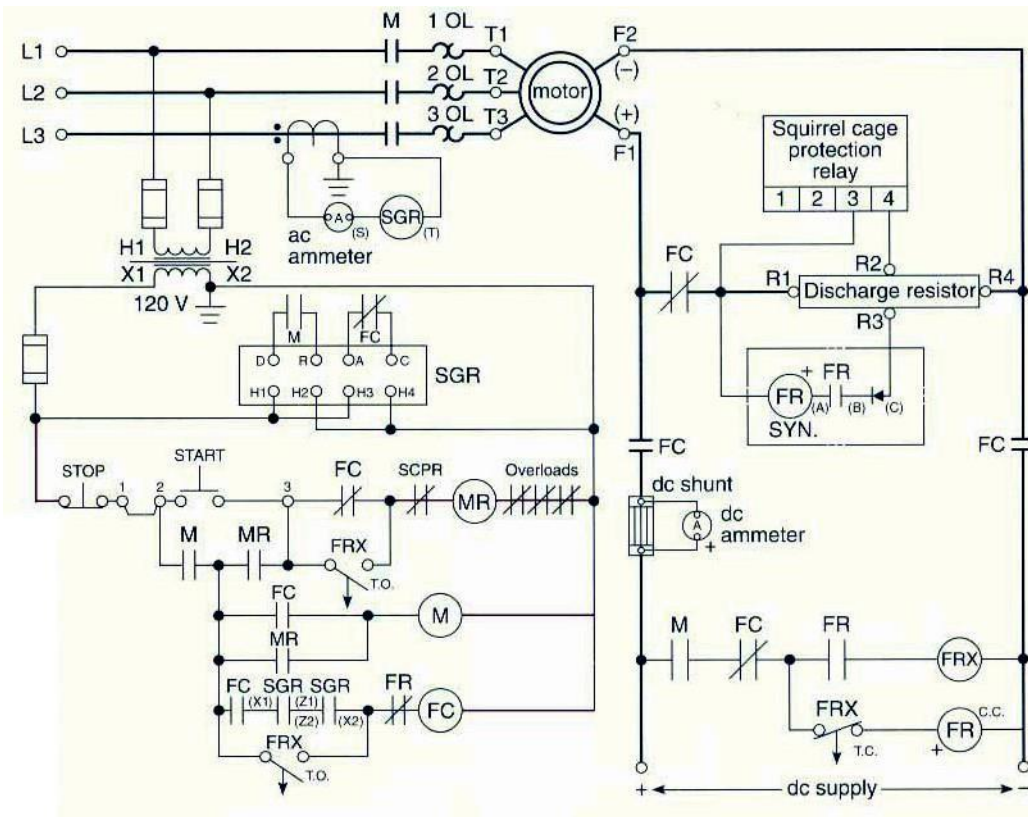 M 1 OL T1 F2
L1
(−)
2 OL T2
L2
motor
3 OL T3
L3
(+)
F1
Squirrel cage
protection
relay
1 2 3 4
A (S) SGR (T)
ac
ammeter
H1 H2
X1 X2
120 V
FC
R2
R1 Discharge resistor R4
R3
M FC
D R A C
H1 H2 H3 H4
SGR
+ FR
FR (A) (B) (C)
SYN.
FC FC
STOP 1 2 START 3 FC SCPR MR Overloads
dc shunt
A
dc
ammeter
+
M MR FRX
T.O.
FC
M
MR
FC SGR SGR FR
(X1) (Z1)
(Z2) (X2)
FC
FRX
T.O.
M FC FR
FRX
FRX C.C.
T.C. + FR
+ dc supply −